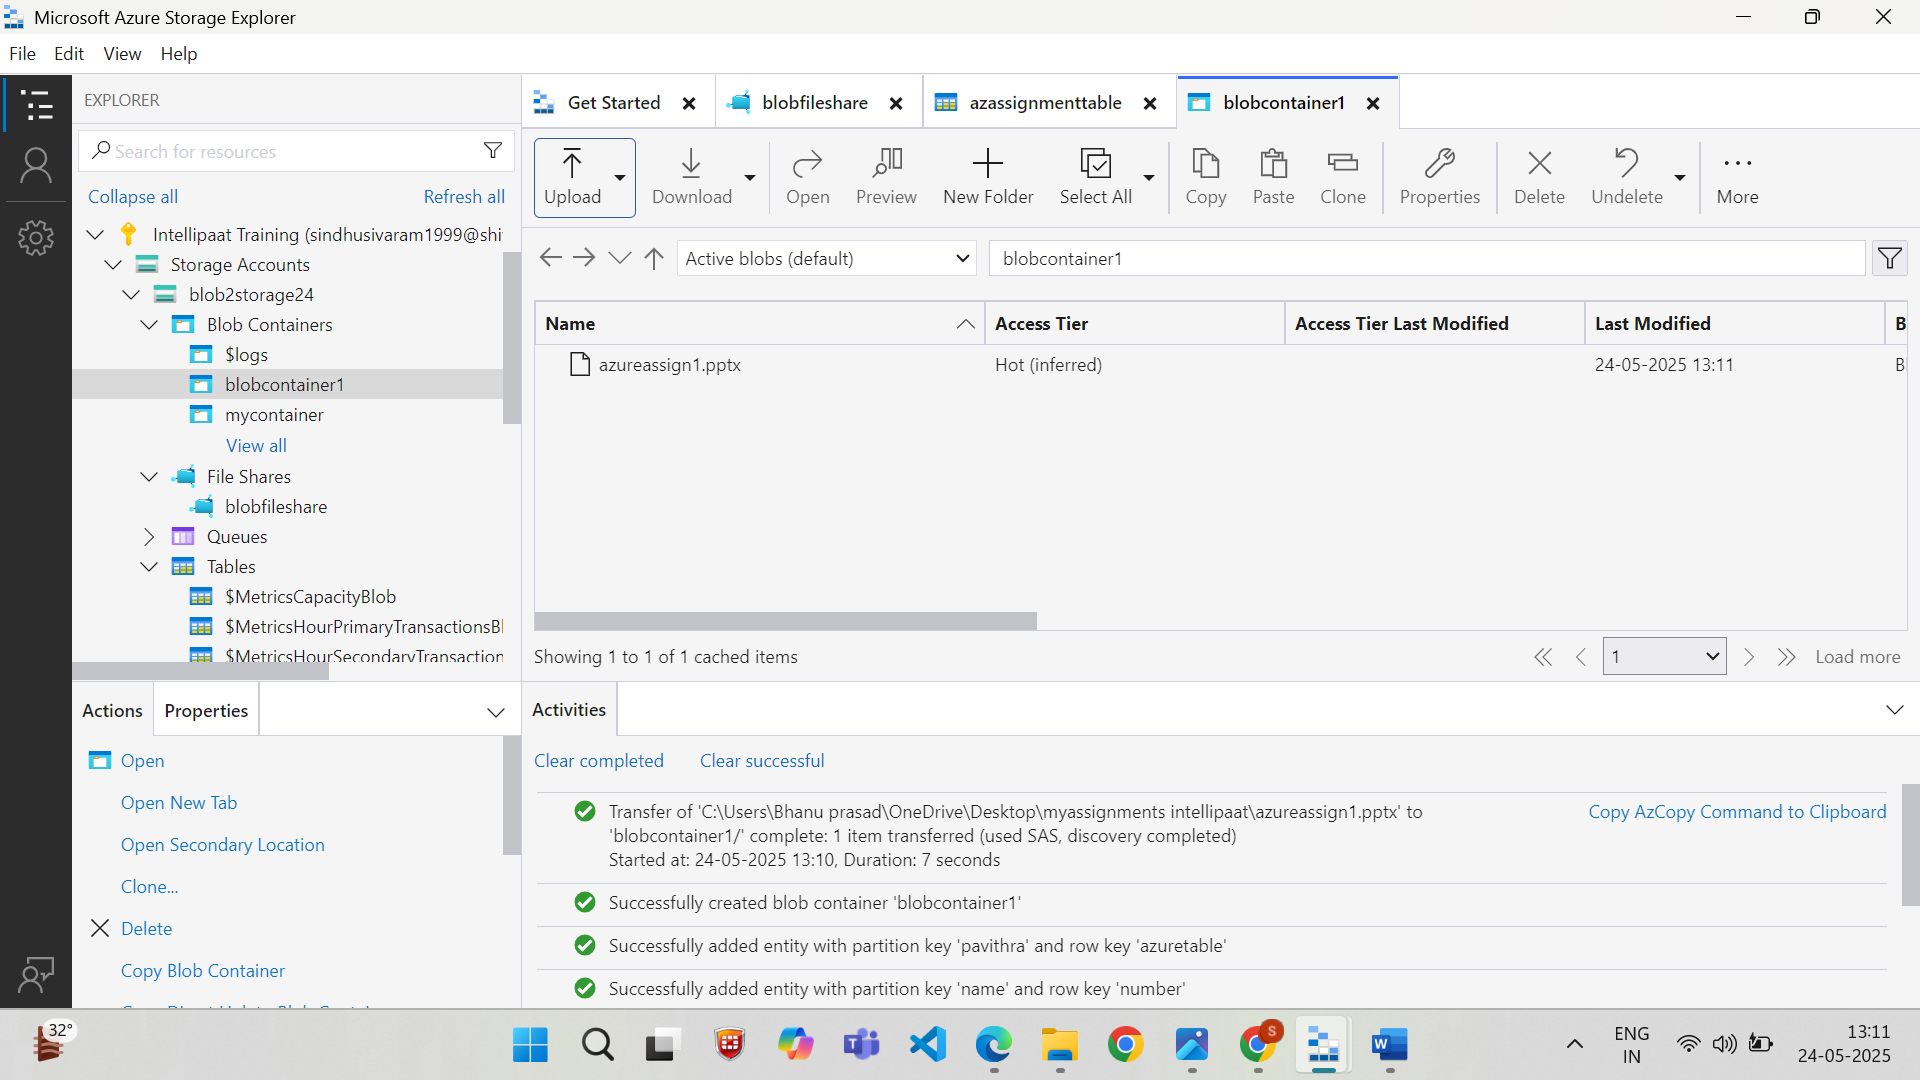 Microsoft Azure Storage Explorer
File Edit View Help
EXPLORER
Search for resources
Collapse all Refresh all
Intellipaat Training (sindhusivaram1999@shi
Storage Accounts
blob2storage24
Blob Containers
$logs
blobcontainer1
mycontainer
View all
File Shares
blobfileshare
Queues
Tables
$MetricsCapacityBlob
$MetricsHourPrimaryTransactionsBl
$MetricsHourSecondaryTransaction
Actions Properties
Open
Open New Tab
Open Secondary Location
Clone...
Delete
Copy Blob Container
Get Started blobfileshare azassignmenttable blobcontainer1
Upload Download Open Preview New Folder Select All Copy Paste Clone Properties Delete Undelete More
Active blobs (default) blobcontainer1
Name Access Tier Access Tier Last Modified Last Modified B
azureassign1.pptx Hot (inferred) 24-05-2025 13:11 Bl
Showing 1 to 1 of 1 cached items 1 Load more
Activities
Clear completed Clear successful
Transfer of 'C:\Users\Bhanu prasad\OneDrive\Desktop\myassignments intellipaat\azureassign1.pptx' to Copy AzCopy Command to Clipboard
'blobcontainer1/' complete: 1 item transferred (used SAS, discovery completed)
Started at: 24-05-2025 13:10, Duration: 7 seconds
Successfully created blob container 'blobcontainer1'
Successfully added entity with partition key 'pavithra' and row key 'azuretable'
Successfully added entity with partition key 'name' and row key 'number'
32°
S
ENG
IN
13:11
24-05-2025